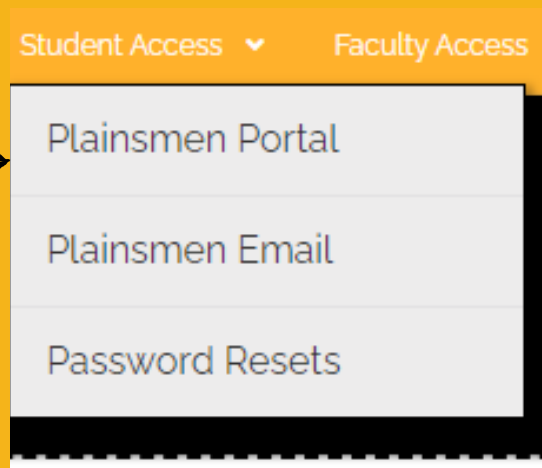 Student Access Faculty Access
Plainsmen Portal
Plainsmen Email
Password Resets